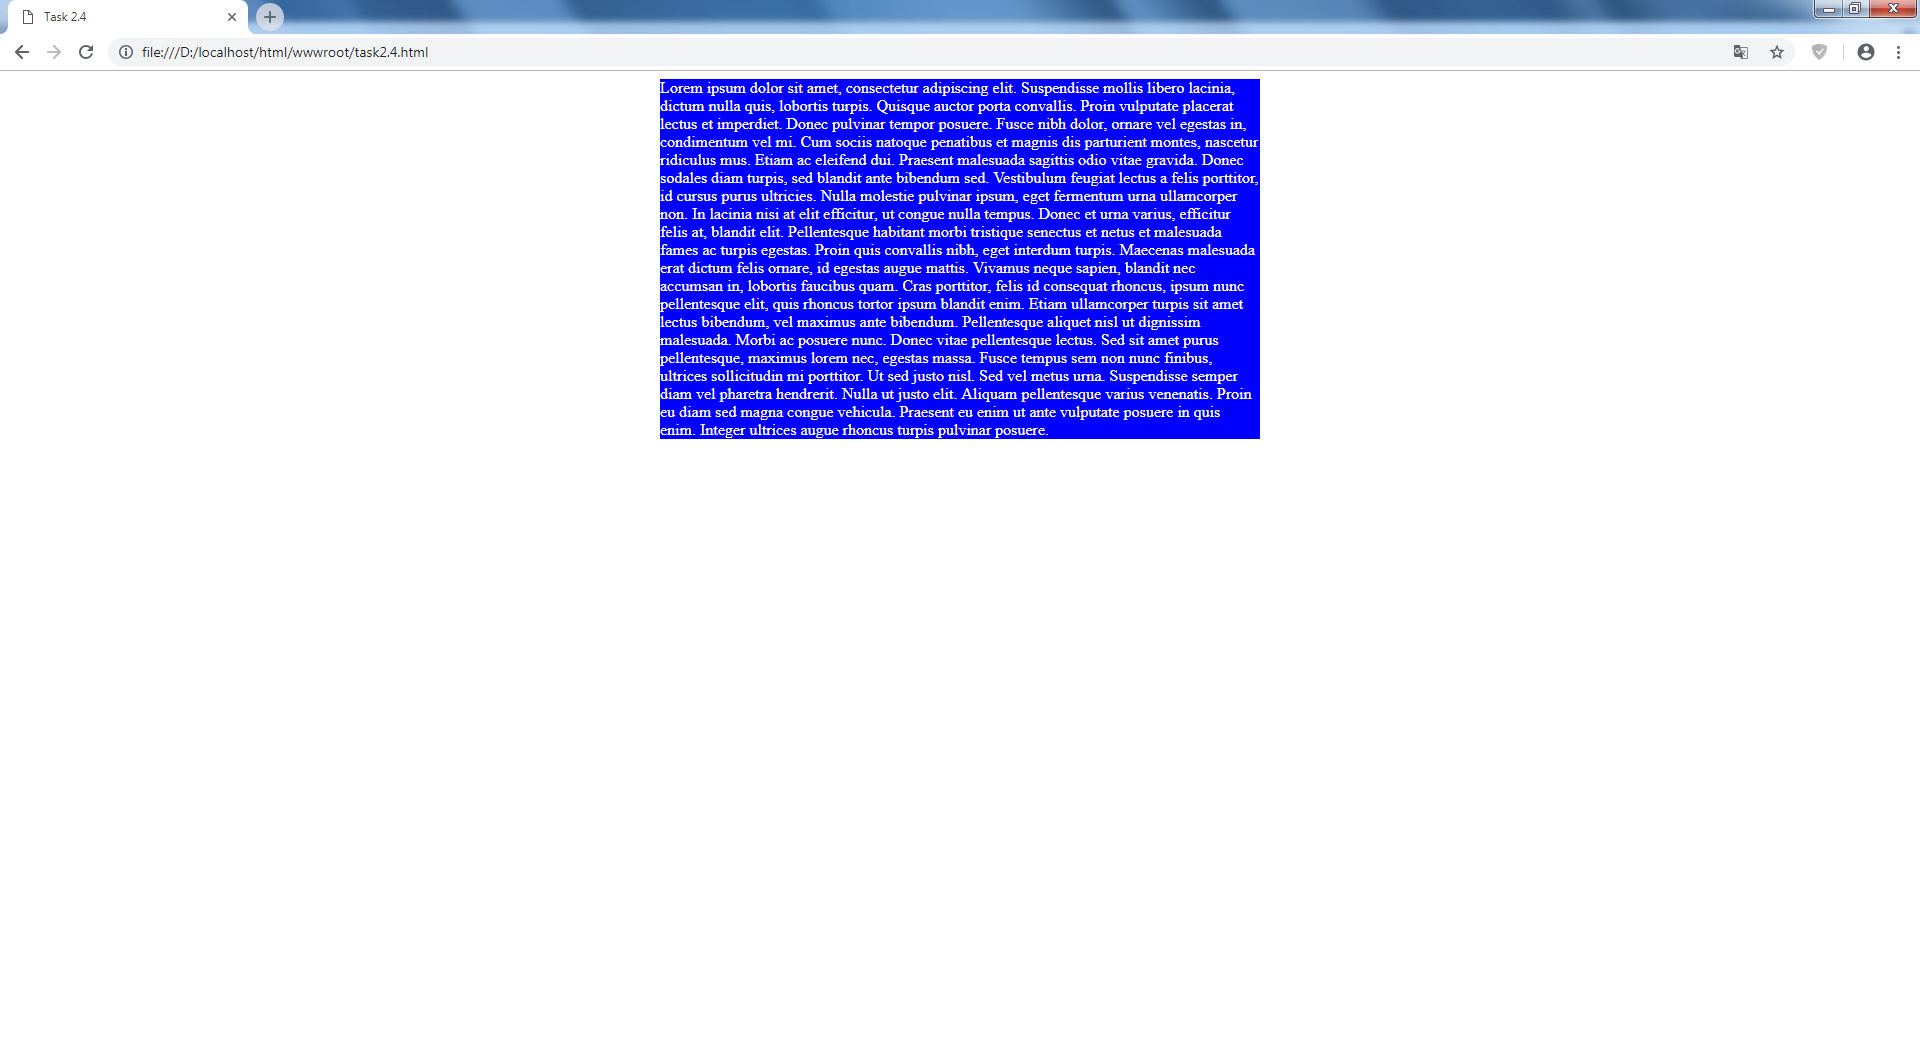 Task 2.4
file:///D:/localhost/html/wwwroot/task2.4.html
Lorem ipsum dolor sit amet, consectetur adipiscing elit. Suspendisse mollis libero lacinia,
dictum nulla quis, lobortis turpis. Quisque auctor porta convallis. Proin vulputate placerat
lectus et imperdiet. Donec pulvinar tempor posuere. Fusce nibh dolor, ornare vel egestas in,
condimentum vel mi. Cum sociis natoque penatibus et magnis dis parturient montes, nascetur
ridiculus mus. Etiam ac eleifend dui. Praesent malesuada sagittis odio vitae gravida. Donec
sodales diam turpis, sed blandit ante bibendum sed. Vestibulum feugiat lectus a felis porttitor,
id cursus purus ultricies. Nulla molestie pulvinar ipsum, eget fermentum urna ullamcorper
non. In lacinia nisi at elit efficitur, ut congue nulla tempus. Donec et urna varius, efficitur
felis at, blandit elit. Pellentesque habitant morbi tristique senectus et netus et malesuada
fames ac turpis egestas. Proin quis convallis nibh, eget interdum turpis. Maecenas malesuada
erat dictum felis ornare, id egestas augue mattis. Vivamus neque sapien, blandit nec
accumsan in, lobortis faucibus quam. Cras porttitor, felis id consequat rhoncus, ipsum nunc
pellentesque elit, quis rhoncus tortor ipsum blandit enim. Etiam ullamcorper turpis sit amet
lectus bibendum, vel maximus ante bibendum. Pellentesque aliquet nisl ut dignissim
malesuada. Morbi ac posuere nunc. Donec vitae pellentesque lectus. Sed sit amet purus
pellentesque, maximus lorem nec, egestas massa. Fusce tempus sem non nunc finibus,
ultrices sollicitudin mi porttitor. Ut sed justo nisl. Sed vel metus urna. Suspendisse semper
diam vel pharetra hendrerit. Nulla ut justo elit. Aliquam pellentesque varius venenatis. Proin
eu diam sed magna congue vehicula. Praesent eu enim ut ante vulputate posuere in quis
enim. Integer ultrices augue rhoncus turpis pulvinar posuere.